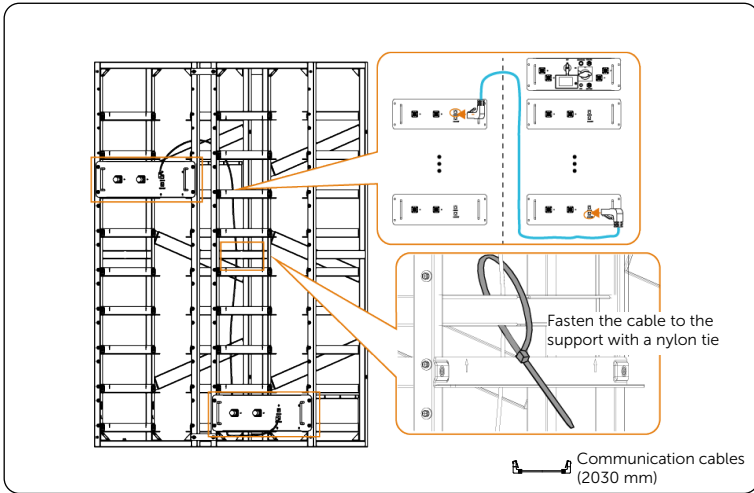 Fasten the cable to the
support with a nylon tie
Communication cables
(2030 mm)